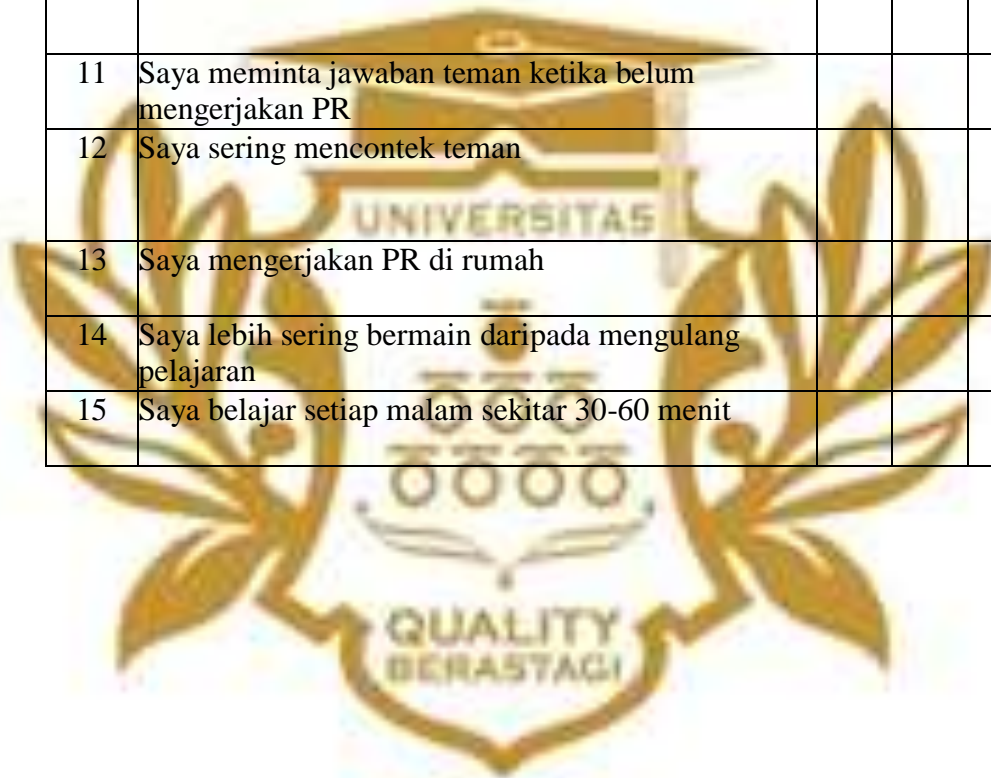 11 Saya meminta jawaban teman ketika belum
mengerjakan PR
12 Saya sering mencontek teman
UNIVERSITAS
13 Saya mengerjakan PR di rumah
14 Saya lebih sering bermain daripada mengulang
pelajaran
15 Saya belajar setiap malam sekitar 30-60 menit
QUALITY
BERASTAGI